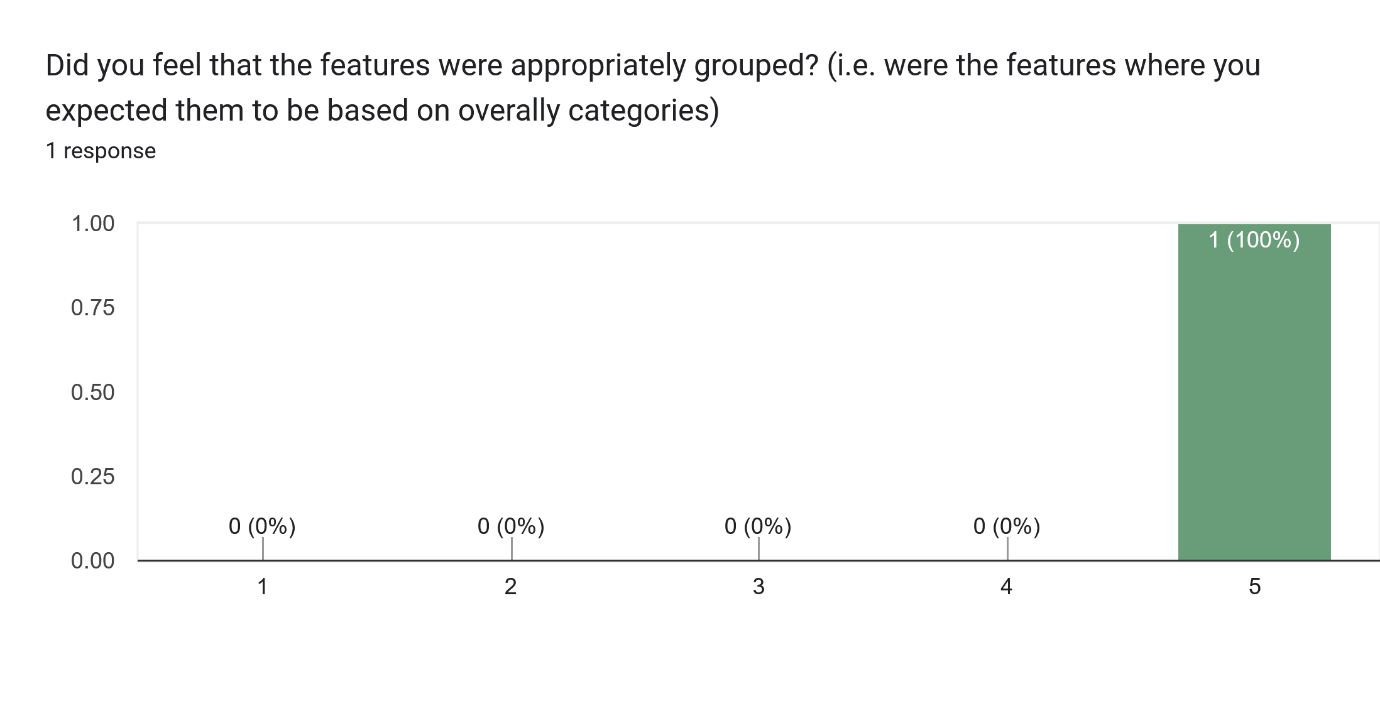 Did you feel that the features were appropriately grouped? (i.e. were the features where you
expected them to be based on overally categories)
1 response
1.00
1 (100%)
0.75
0.50
0.25
0 (0%) 0 (0%) 0 (0%) 0 (0%)
0.00
1 2 3 4 5